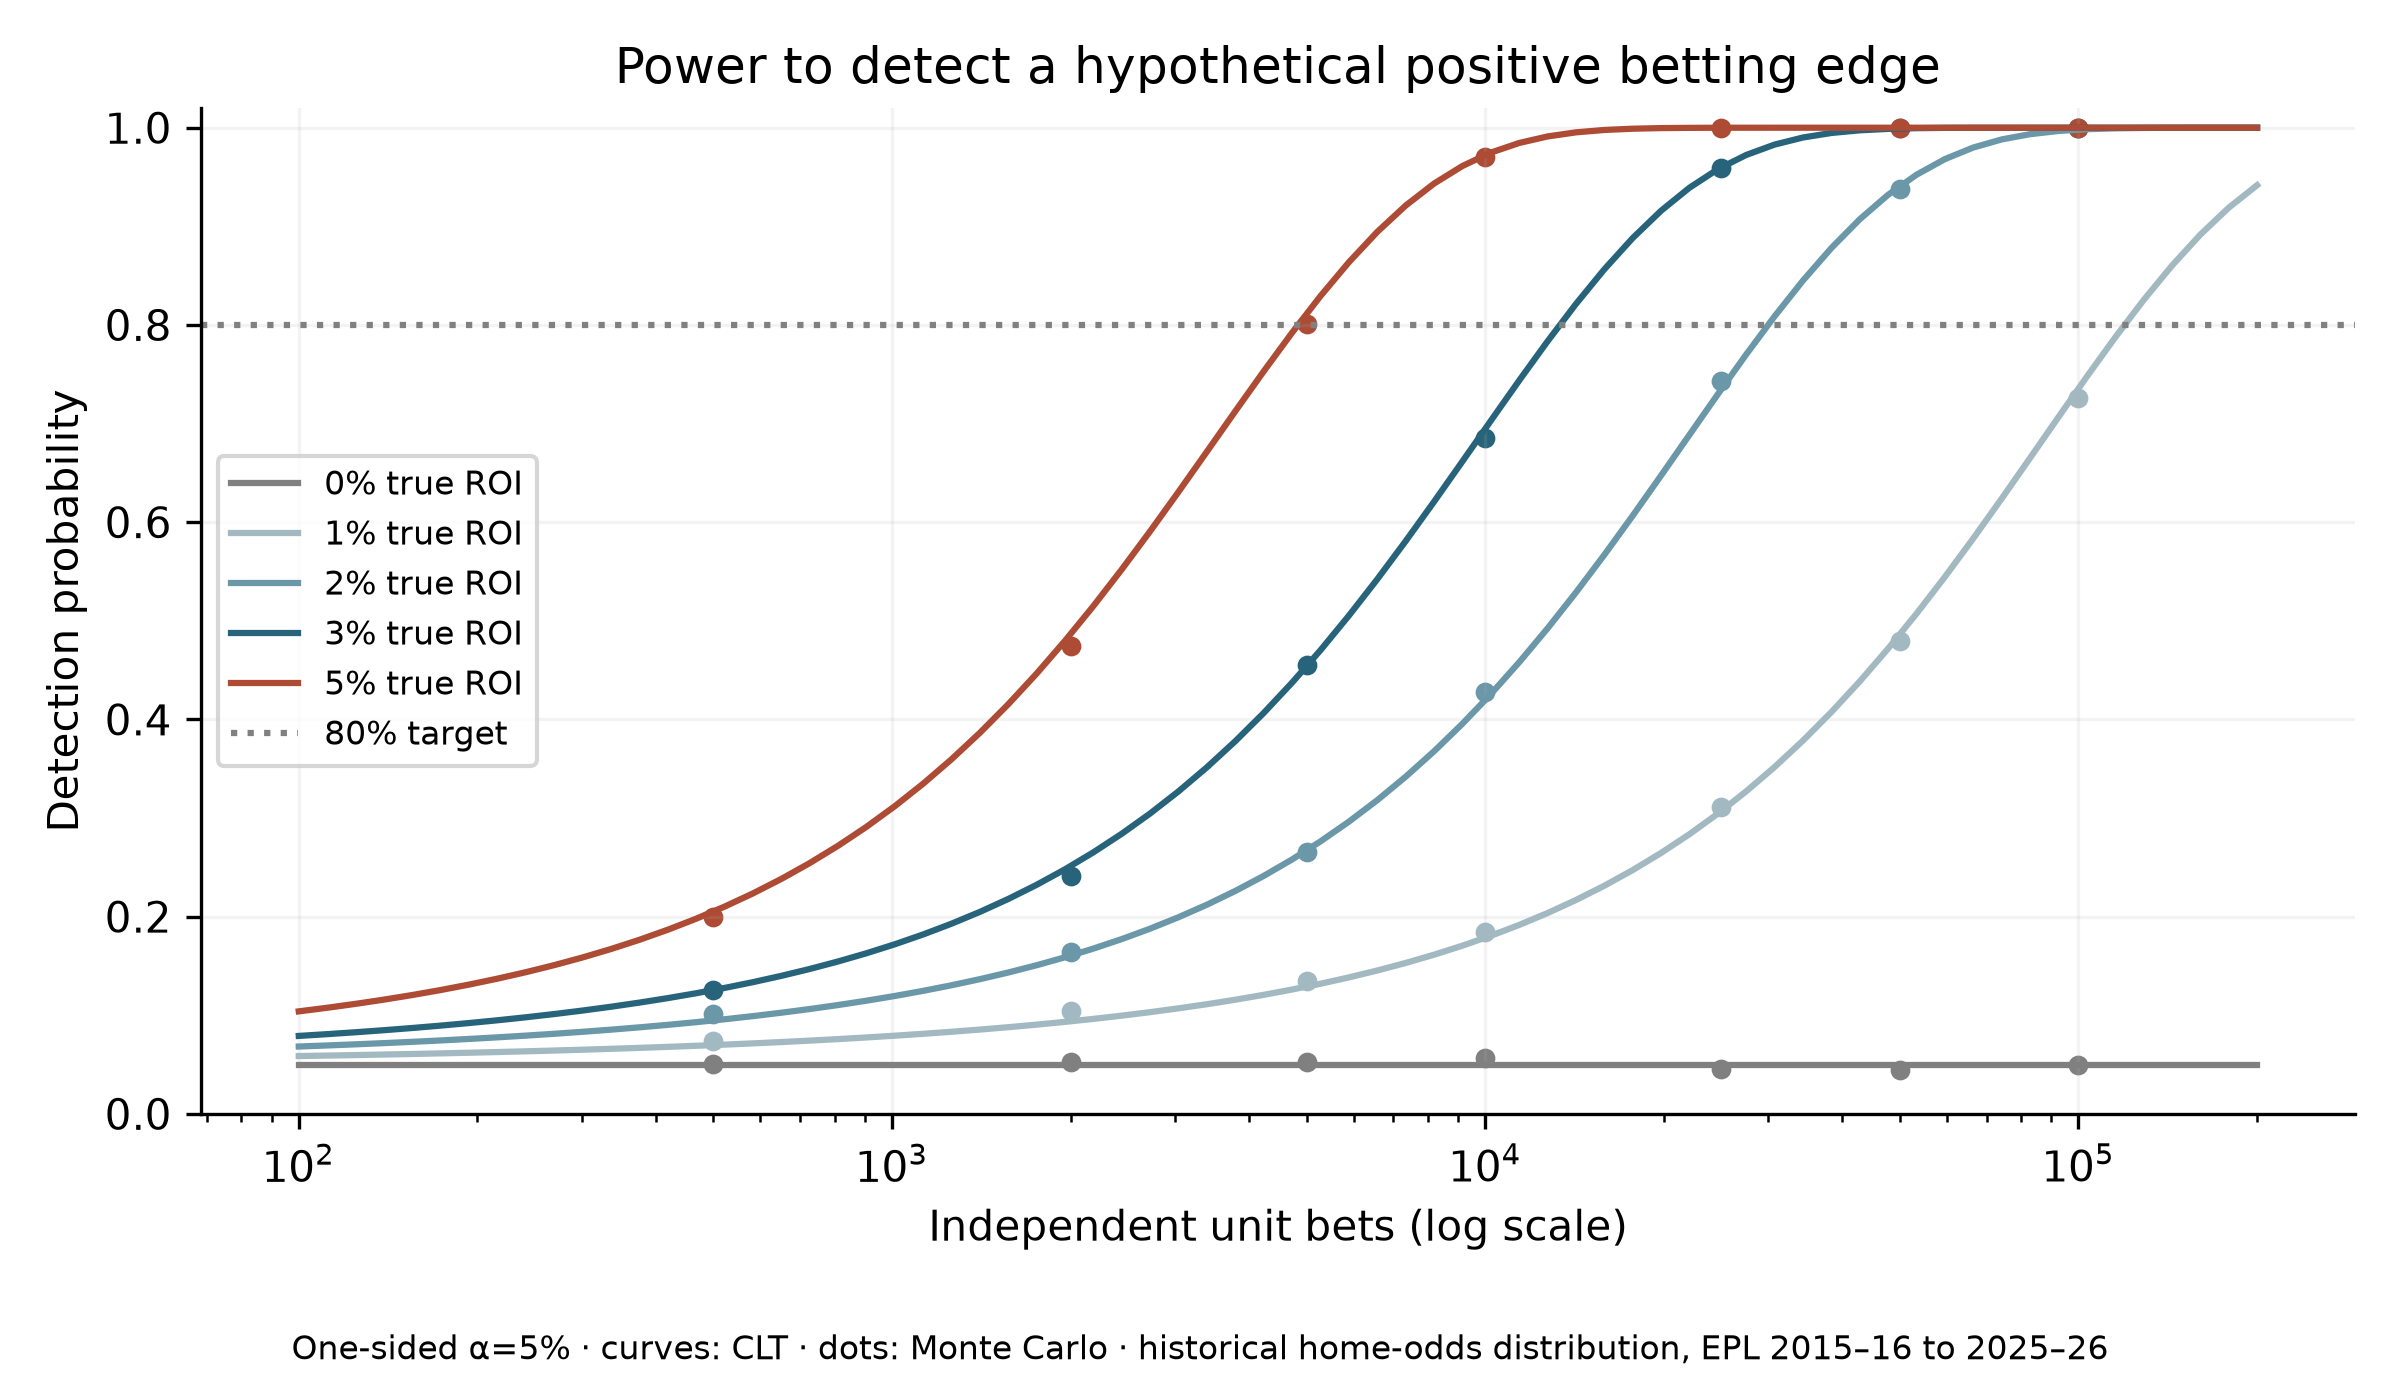 Power to detect a hypothetical positive betting edge
1.0
0.8
0.6
0.4
0.2
0.0
Detection probability
0% true ROI
1% true ROI
2% true ROI
3% true ROI
5% true ROI
80% target
10²
10³
10⁴
10⁵
Independent unit bets (log scale)
One-sided α=5% · curves: CLT · dots: Monte Carlo · historical home-odds distribution, EPL 2015–16 to 2025–26